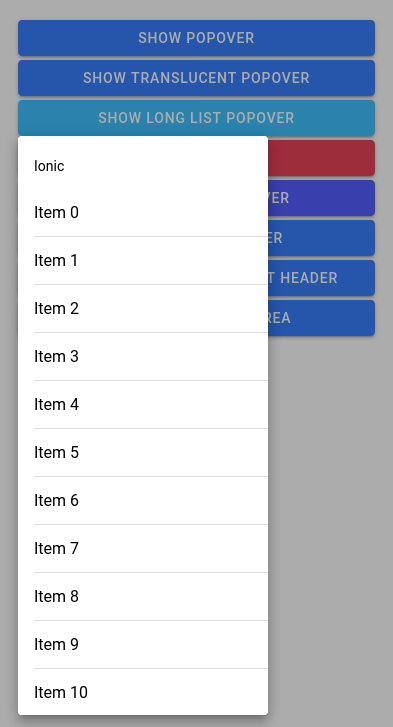 SHOW POPOVER
SHOW TRANSLUCENT POPOVER
SHOW LONG LIST POPOVER
Ionic
Item 0
Item 1
Item 2
Item 3
Item 4
Item 5
Item 6
Item 7
Item 8
Item 9
Item 10
VER
ER
T HEADER
REA